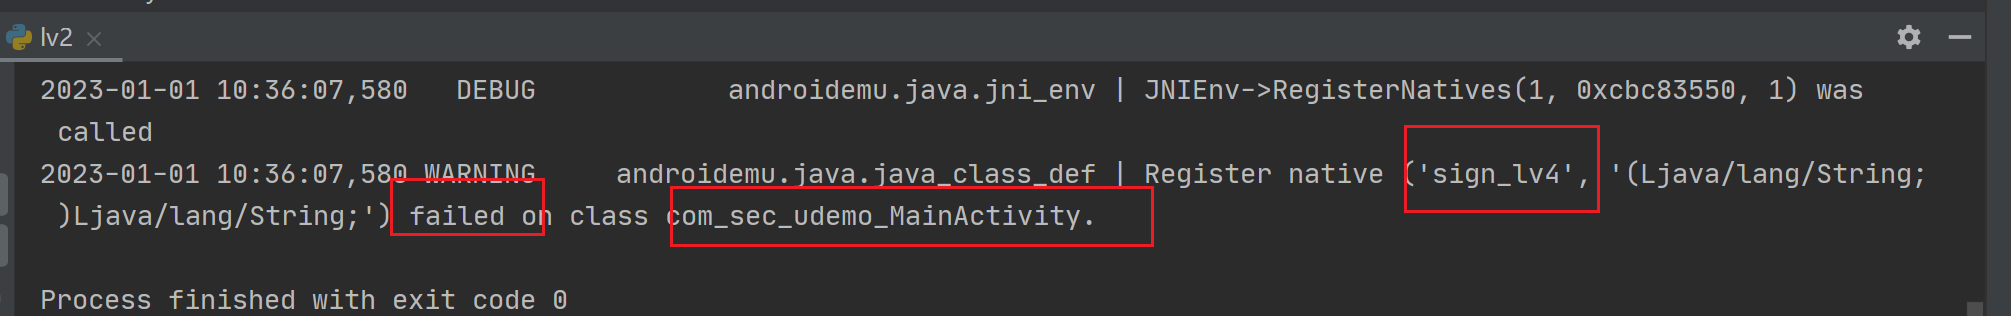 lv2
2023-01-01 10:36:07,580   DEBUG            androidemu.java.jni_env | JNIEnv->RegisterNatives(1, 0xcbc83550, 1) was
called
2023-01-01 10:36:07,580 WARNING     androidemu.java.java_class_def | Register native ('sign_lv4', '(Ljava/lang/String;
)Ljava/lang/String;') failed on class com_sec_udemo_MainActivity.
Process finished with exit code 0